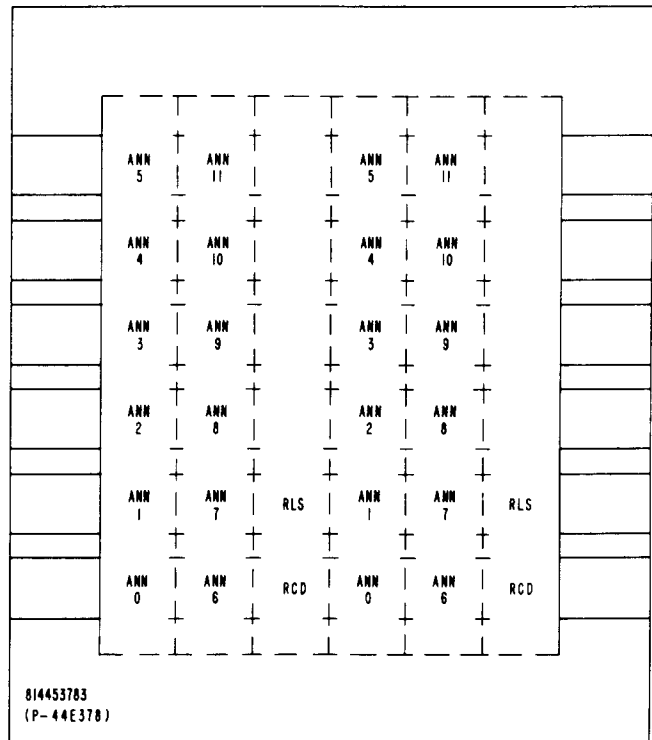 ANN ANN ANN ANN
5 11 5 11
ANN ANN ANN ANN
4 10 4 10
ANN ANN ANN ANN
3 9 3 9
ANN ANN ANN ANN
2 8 2 8
ANN ANN RLS ANN ANN RLS
1 7 1 7
ANN ANN RCD ANN ANN RCD
0 6 0 6
814453783
(P-44E378)